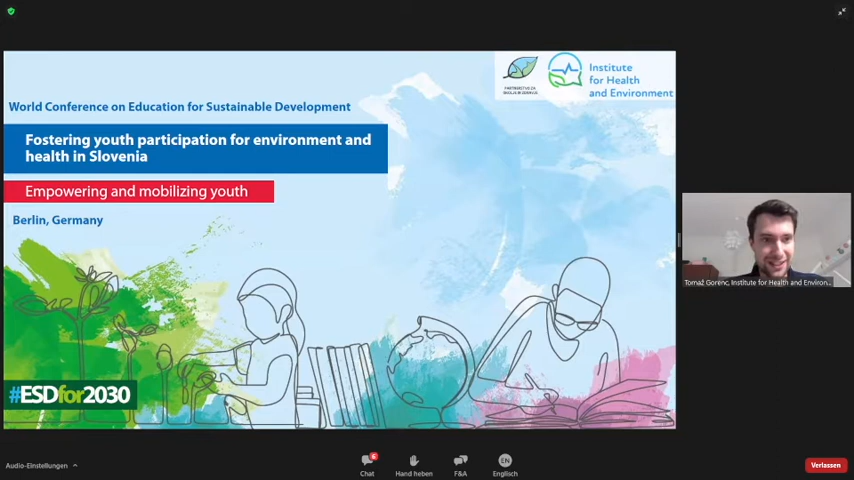 Institute
for Health
and Environment
World Conference on Education for Sustainable Development
Fostering youth participation for environment and
health in Slovenia
Empowering and mobilizing youth
Berlin, Germany
Tomaž Gorenc, Institute for Health and Environ...
#ESDfor2030
Audio-Einstellungen
6
Chat
Hand heben
F&A
EN
Englisch
Verlassen